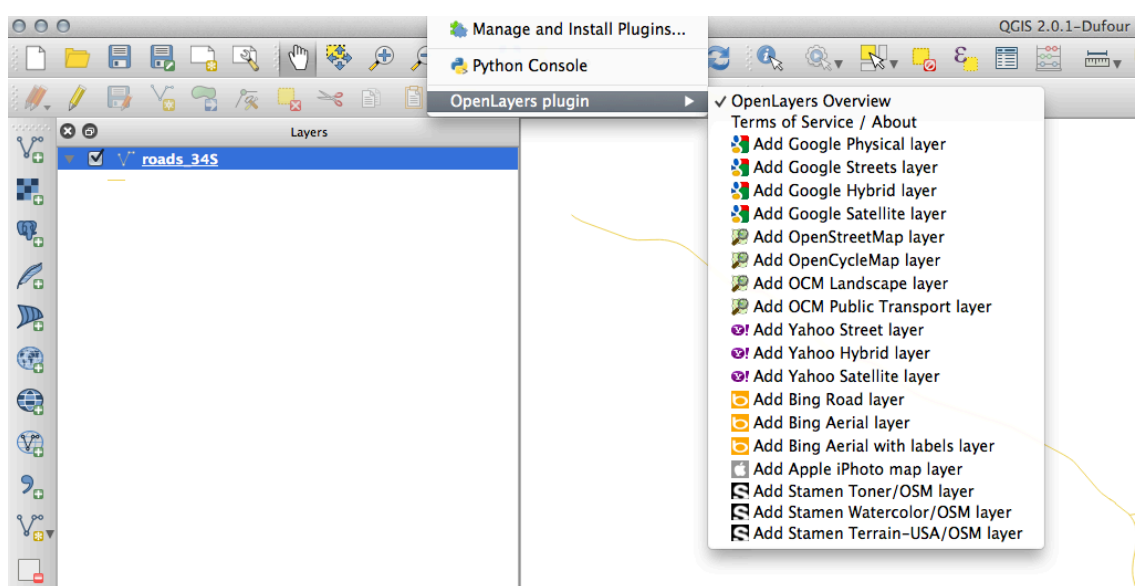 QGIS 2.0.1-Dufour
Manage and Install Plugins...
Python Console
OpenLayers plugin
Layers
roads_34S
OpenLayers Overview
Terms of Service / About
Add Google Physical layer
Add Google Streets layer
Add Google Hybrid layer
Add Google Satellite layer
Add OpenStreetMap layer
Add OpenCycleMap layer
Add OCM Landscape layer
Add OCM Public Transport layer
Add Yahoo Street layer
Add Yahoo Hybrid layer
Add Yahoo Satellite layer
Add Bing Road layer
Add Bing Aerial layer
Add Bing Aerial with labels layer
Add Apple iPhoto map layer
Add Stamen Toner/OSM layer
Add Stamen Watercolor/OSM layer
Add Stamen Terrain-USA/OSM layer